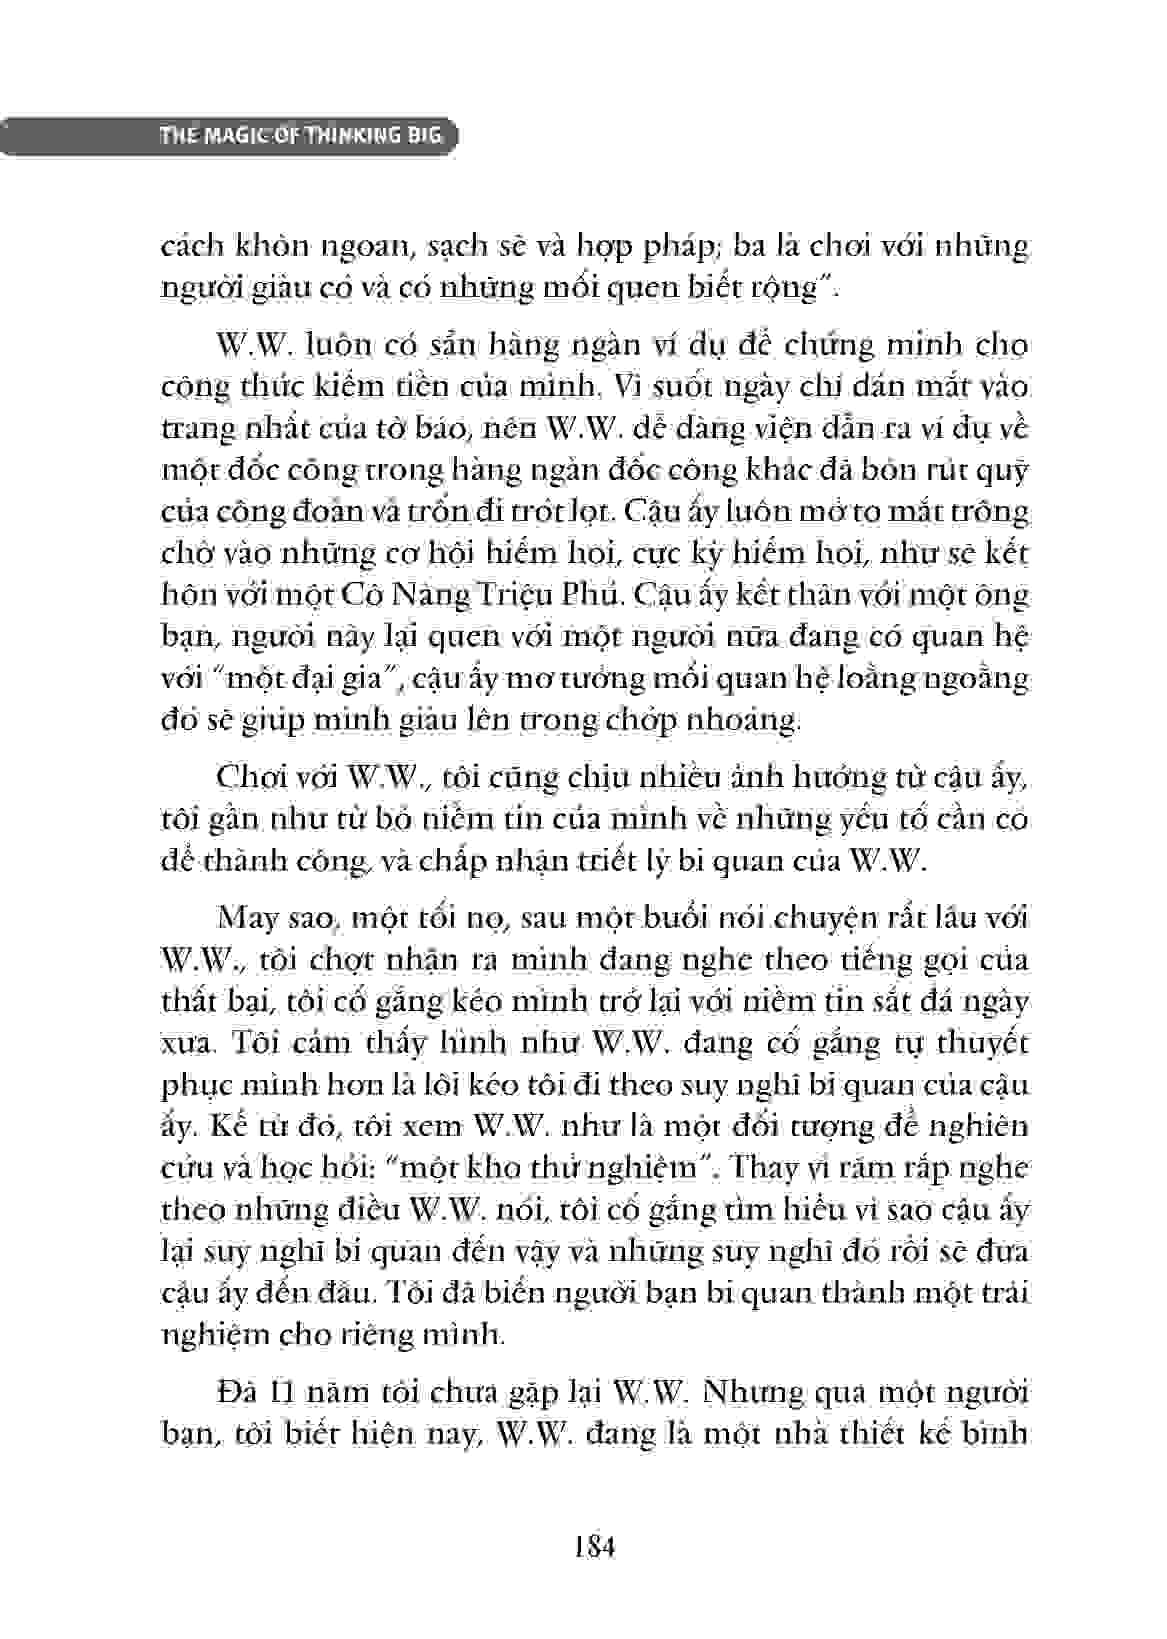 THE MAGIC OF THINKING BIG
cách khôn ngoan, sạch sẽ và hợp pháp; ba là chơi với những
người giàu có và có những mối quen biết rộng”.
W.W. luôn có sẵn hàng ngàn ví dụ để chứng minh cho
công thức kiếm tiền của mình. Vì suốt ngày chỉ dán mắt vào
trang nhất của tờ báo, nên W.W. dễ dàng viện dẫn ra ví dụ về
một đốc công trong hàng ngàn đốc công khác đã bòn rút quỹ
của công đoàn và trốn đi trót lọt. Cậu ấy luôn mở to mắt trông
chờ vào những cơ hội hiếm hoi, cực kỳ hiếm hoi, như sẽ kết
hôn với một Cô Nàng Triệu Phú. Cậu ấy kết thân với một ông
bạn, người này lại quen với một người nữa đang có quan hệ
với “một đại gia”, cậu ấy mơ tưởng mối quan hệ loằng ngoằng
đó sẽ giúp mình giàu lên trong chớp nhoáng.
Chơi với W.W., tôi cũng chịu nhiều ảnh hưởng từ cậu ấy,
tôi gần như từ bỏ niềm tin của mình về những yếu tố cần có
để thành công, và chấp nhận triết lý bi quan của W.W.
May sao, một tối nọ, sau một buổi nói chuyện rất lâu với
W.W., tôi chợt nhận ra mình đang nghe theo tiếng gọi của
thất bại, tôi cố gắng kéo mình trở lại với niềm tin sắt đá ngày
xưa. Tôi cảm thấy hình như W.W. đang cố gắng tự thuyết
phục mình hơn là lôi kéo tôi đi theo suy nghĩ bi quan của cậu
ấy. Kể từ đó, tôi xem W.W. như là một đối tượng để nghiên
cứu và học hỏi: “một kho thử nghiệm”. Thay vì răm rắp nghe
theo những điều W.W. nói, tôi cố gắng tìm hiểu vì sao cậu ấy
lại suy nghĩ bi quan đến vậy và những suy nghĩ đó rồi sẽ đưa
cậu ấy đến đâu. Tôi đã biến người bạn bi quan thành một trải
nghiệm cho riêng mình.
Đã 11 năm tôi chưa gặp lại W.W. Nhưng qua một người
bạn, tôi biết hiện nay, W.W. đang là một nhà thiết kế bình
184